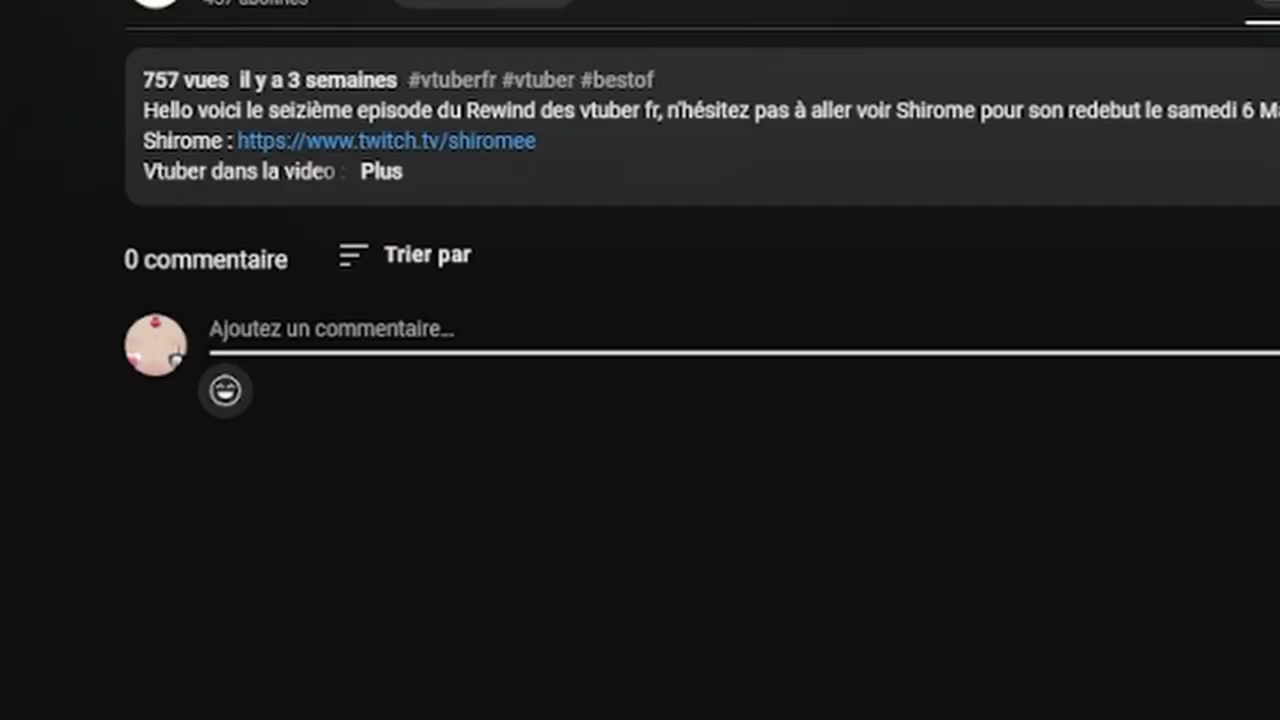 757 vues il y a 3 semaines #vtuberfr #vtuber #bestof
Hello voici le seizième episode du Rewind des vtuber fr, n'hésitez pas à aller voir Shirome pour son redebut le samedi 6
Shirome : https://www.twitch.tv/shiromee
Vtuber dans la video : Plus
0 commentaire
Trier par
Ajoutez un commentaire...